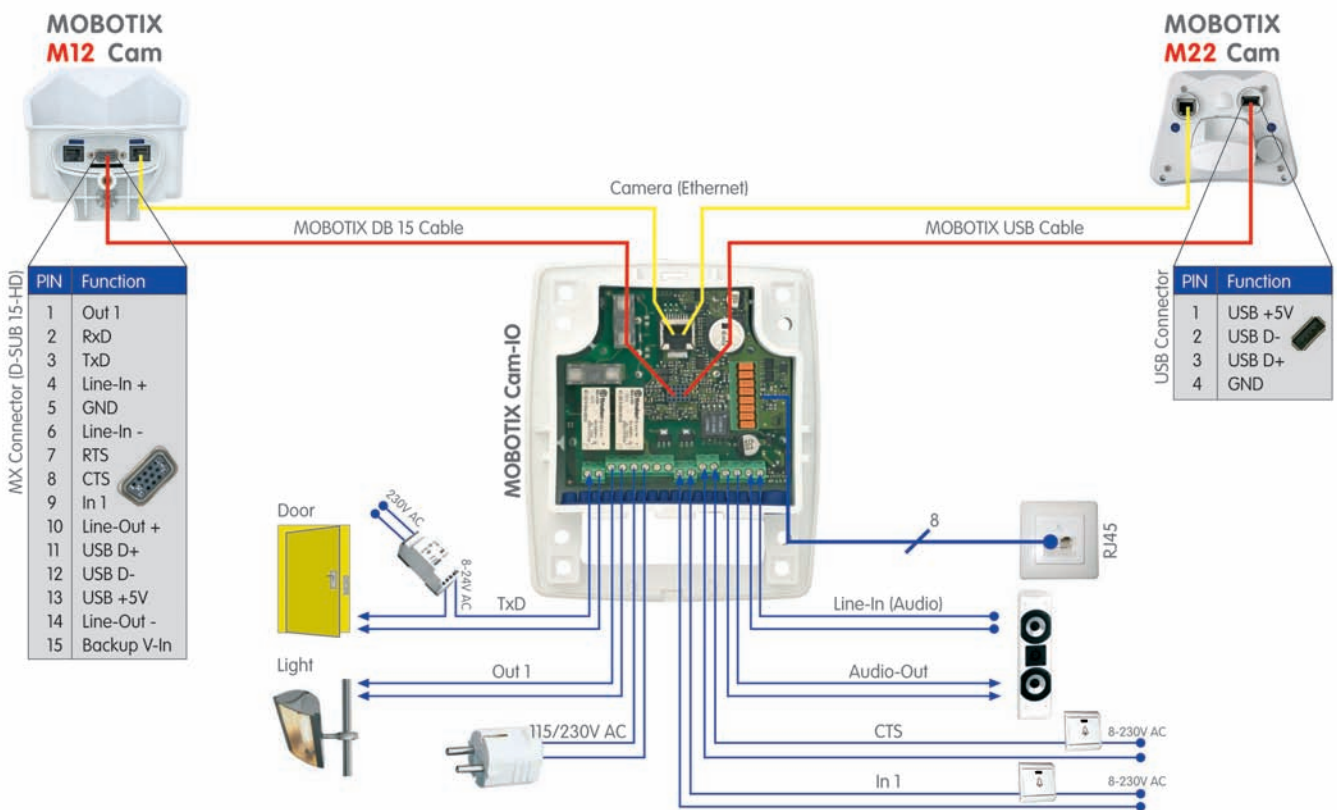 MOBOTIX
M12 Cam
MOBOTIX
M22 Cam
Camera (Ethernet)
MOBOTIX DB 15 Cable
MOBOTIX USB Cable
MX Connector (D-SUB 15-HD)
PIN Function
1 Out 1
2 RxD
3 TxD
4 Line-In +
5 GND
6 Line-In -
7 RTS
8 CTS
9 In 1
10 Line-Out +
11 USB D+
12 USB D-
13 USB +5V
14 Line-Out -
15 Backup V-In
USB Connector
PIN Function
1 USB +5V
2 USB D-
3 USB D+
4 GND
MOBOTIX Cam-IO
Door
230V AC
8-24V AC
TxD
8
RJ45
Line-In (Audio)
Light
Out 1
Audio-Out
115/230V AC
CTS
8-230V AC
In 1
8-230V AC